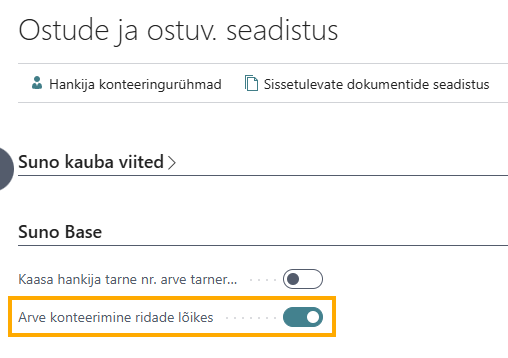 Ostude ja ostuv. seadistus
Hankija konteeringurühmad Sissetulevate dokumentide seadistus
Suno kauba viited
Suno Base
Kaasa hankija tarne nr. arve tarner...
Arve konteerimine ridade lõikes